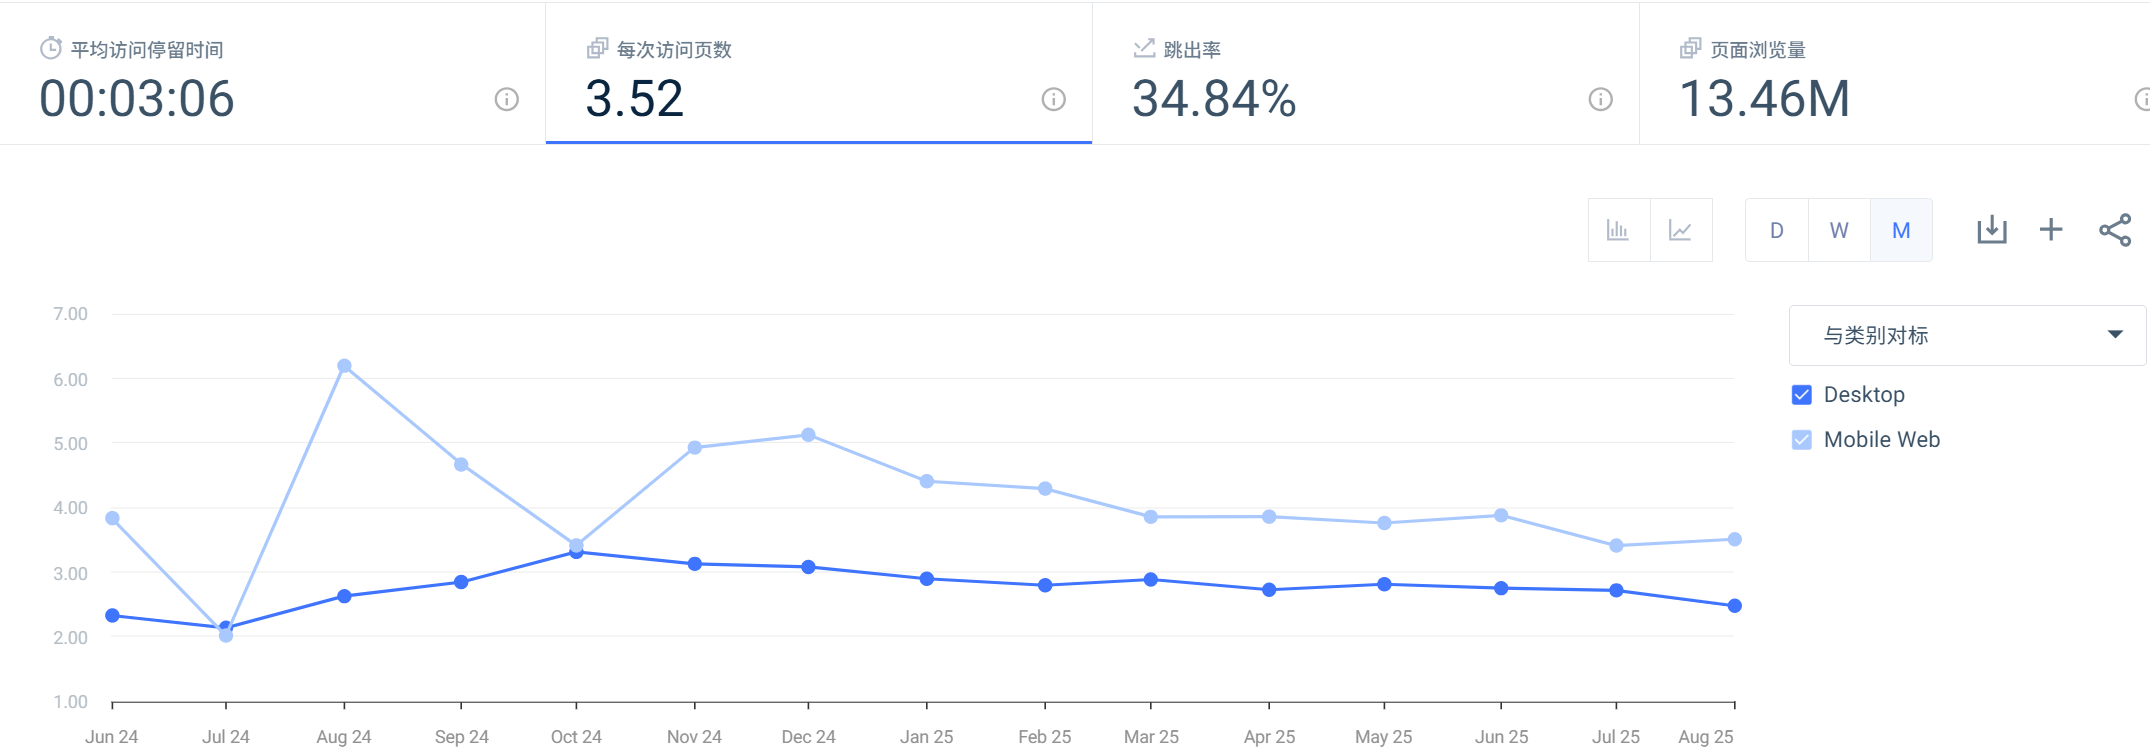 平均访问停留时间
00:03:06
每次访问页数
3.52
跳出率
34.84%
页面浏览量
13.46M
D W M
与类别对标
Desktop
Mobile Web
7.00
6.00
5.00
4.00
3.00
2.00
1.00
Jun 24 Jul 24 Aug 24 Sep 24 Oct 24 Nov 24 Dec 24 Jan 25 Feb 25 Mar 25 Apr 25 May 25 Jun 25 Jul 25 Aug 25